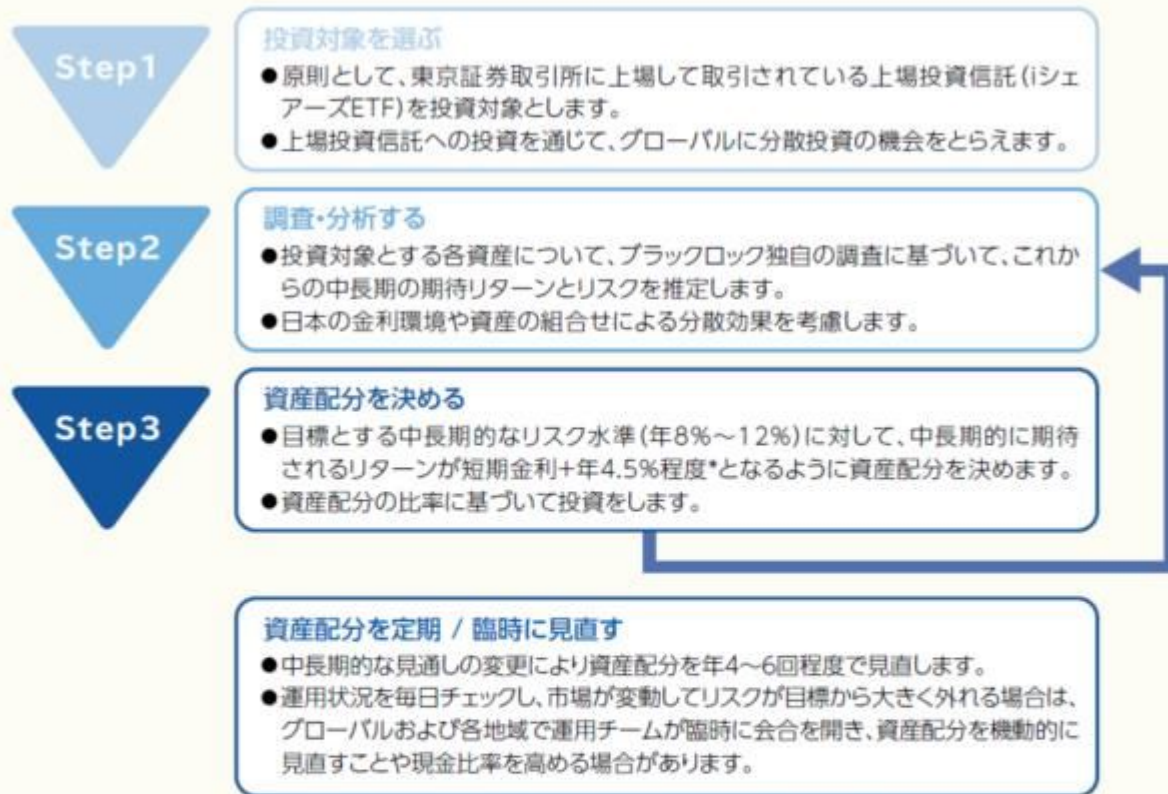 Step1
投資対象を選ぶ
●原則として、東京証券取引所に上場して取引されている上場投資信託(iシェ
アーズETF)を投資対象とします。
●上場投資信託への投資を通じて、グローバルに分散投資の機会をとらえます。
Step2
調査・分析する
●投資対象とする各資産について、ブラックロック独自の調査に基づいて、これか
らの中長期の期待リターンとリスクを推定します。
●日本の金利環境や資産の組合せによる分散効果を考慮します。
Step3
資産配分を決める
●目標とする中長期的なリスク水準(年8%～12%)に対して、中長期的に期待
されるリターンが短期金利+年4.5%程度*となるように資産配分を決めます。
●資産配分の比率に基づいて投資をします。
資産配分を定期 / 臨時に見直す
●中長期的な見通しの変更により資産配分を年4～6回程度で見直します。
●運用状況を毎日チェックし、市場が変動してリスクが目標から大きく外れる場合は、
グローバルおよび各地域で運用チームが臨時に会合を開き、資産配分を機動的に
見直すことや現金比率を高める場合があります。